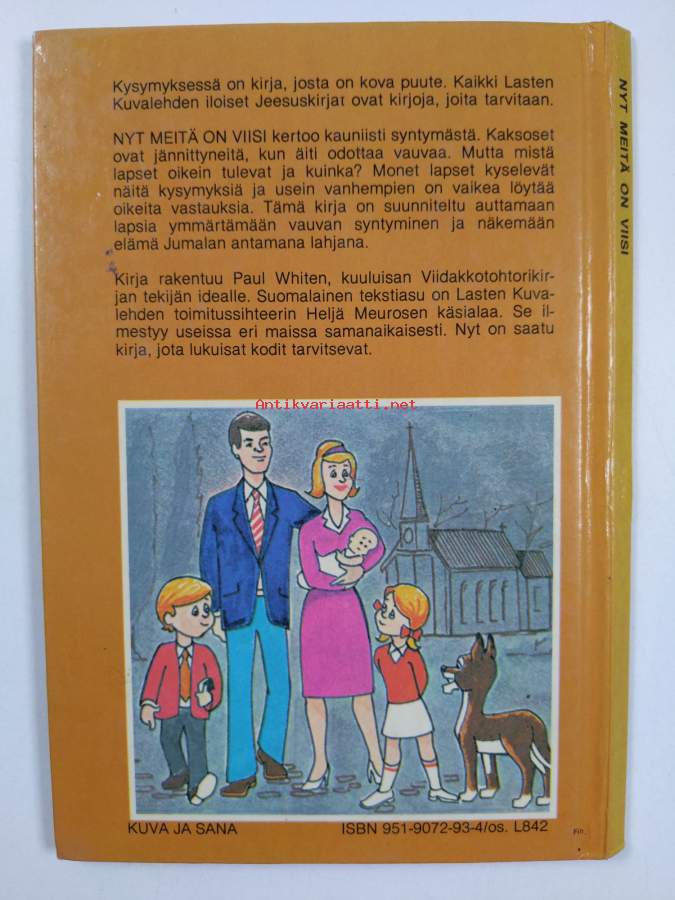 Kysymyksessä on kirja, josta on kova puute. Kaikki Lasten
Kuvalehden iloiset Jeesuskirjat ovat kirjoja, joita tarvitaan.
NYT MEITÄ ON VIISI kertoo kauniisti syntymästä. Kaksoset
ovat jännittyneitä, kun äiti odottaa vauvaa. Mutta mistä
lapset oikein tulevat ja kuinka? Monet lapset kyselevät
näitä kysymyksiä ja usein vanhempien on vaikea löytää
oikeita vastauksia. Tämä kirja on suunniteltu auttamaan
lapsia ymmärtämään vauvan syntyminen ja näkemään
elämä Jumalan antamana lahjana.
Kirja rakentuu Paul Whiten, kuuluisan Viidakkotohtorikir-
jan tekijän idealle. Suomalainen tekstiasu on Lasten Kuva-
lehden toimitussihteerin Heljä Meurosen käsialaa. Se il-
mestyy useissa eri maissa samanaikaisesti. Nyt on saatu
kirja, jota lukuisat kodit tarvitsevat.
Antikvariaatti.net
KUVA JA SANA
ISBN 951-9072-93-4/os. L842
Fin.
NYT MEITÄ ON VIISI